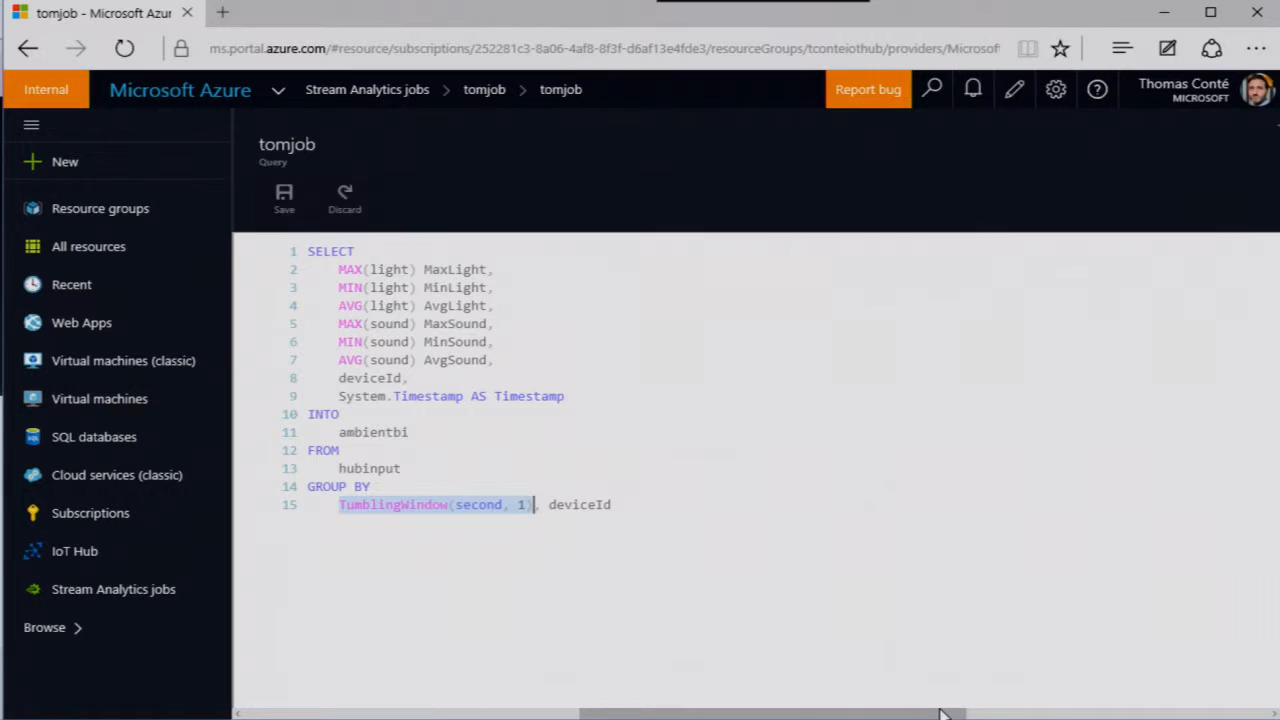 tomjob - Microsoft Azur
ms.portal.azure.com/#resource/subscriptions/252281c3-8a06-4af8-8f3f-d6af13e4fde3/resourceGroups/tconteiothub/providers/Microsof
Internal
Microsoft Azure
Stream Analytics jobs
tomjob
tomjob
Report bug
Thomas Conté
MICROSOFT
New
Resource groups
All resources
Recent
Web Apps
Virtual machines (classic)
Virtual machines
SQL databases
Cloud services (classic)
Subscriptions
IoT Hub
Stream Analytics jobs
Browse
tomjob
Query
Save
Discard
1 SELECT
2 MAX(light) MaxLight,
3 MIN(light) MinLight,
4 AVG(light) AvgLight,
5 MAX(sound) MaxSound,
6 MIN(sound) MinSound,
7 AVG(sound) AvgSound,
8 deviceId,
9 System.Timestamp AS Timestamp
10 INTO
11 ambientbi
12 FROM
13 hubinput
14 GROUP BY
15 TumblingWindow(second, 1), deviceId